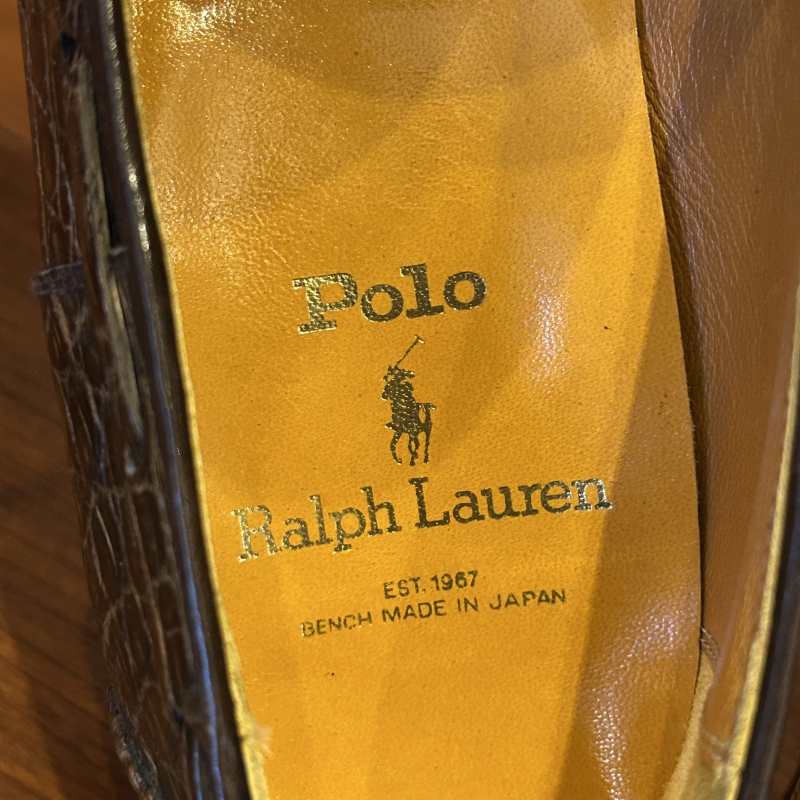 Polo
Ralph Lauren
EST. 1967
BENCH MADE IN JAPAN